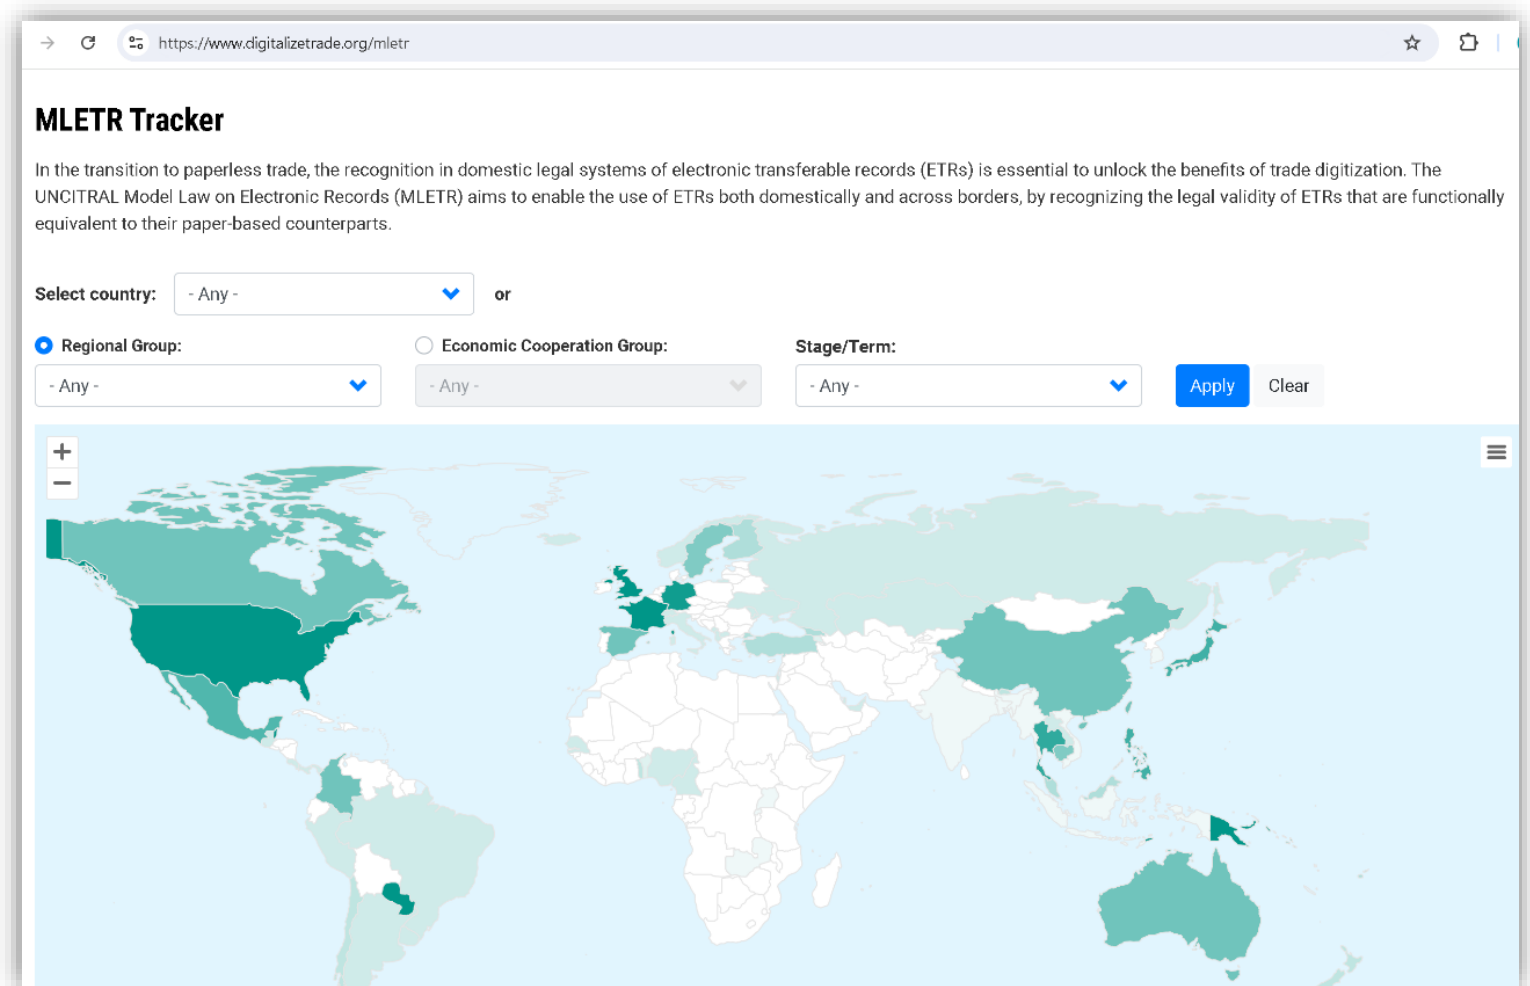 https://www.digitalizetrade.org/mletr
MLETR Tracker
In the transition to paperless trade, the recognition in domestic legal systems of electronic transferable records (ETRs) is essential to unlock the benefits of trade digitization. The
UNCITRAL Model Law on Electronic Records (MLETR) aims to enable the use of ETRs both domestically and across borders, by recognizing the legal validity of ETRs that are functionally
equivalent to their paper-based counterparts.
Select country: - Any - or
Regional Group: Economic Cooperation Group: Stage/Term:
- Any - - Any - - Any - Apply Clear